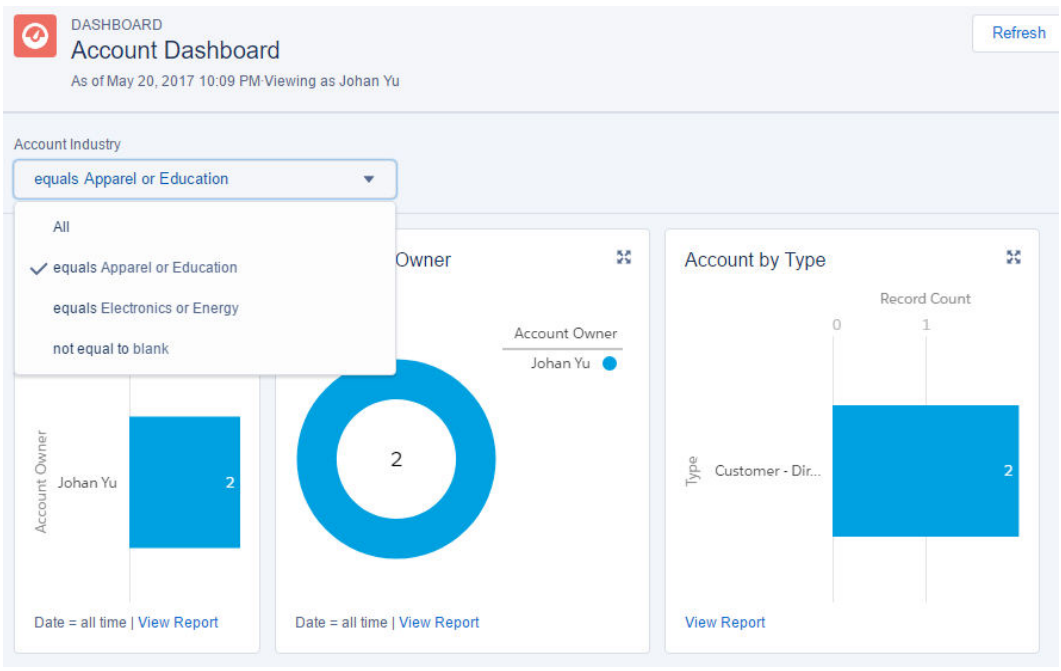 DASHBOARD
Account Dashboard
As of May 20, 2017 10:09 PM·Viewing as Johan Yu
Refresh
Account Industry
equals Apparel or Education
All
equals Apparel or Education
equals Electronics or Energy
not equal to blank
Owner
Account Owner
Johan Yu
2
Account by Type
Record Count
0 1
Type
Customer - Dir...
2
Account Owner
Johan Yu
2
Date = all time | View Report
Date = all time | View Report
View Report